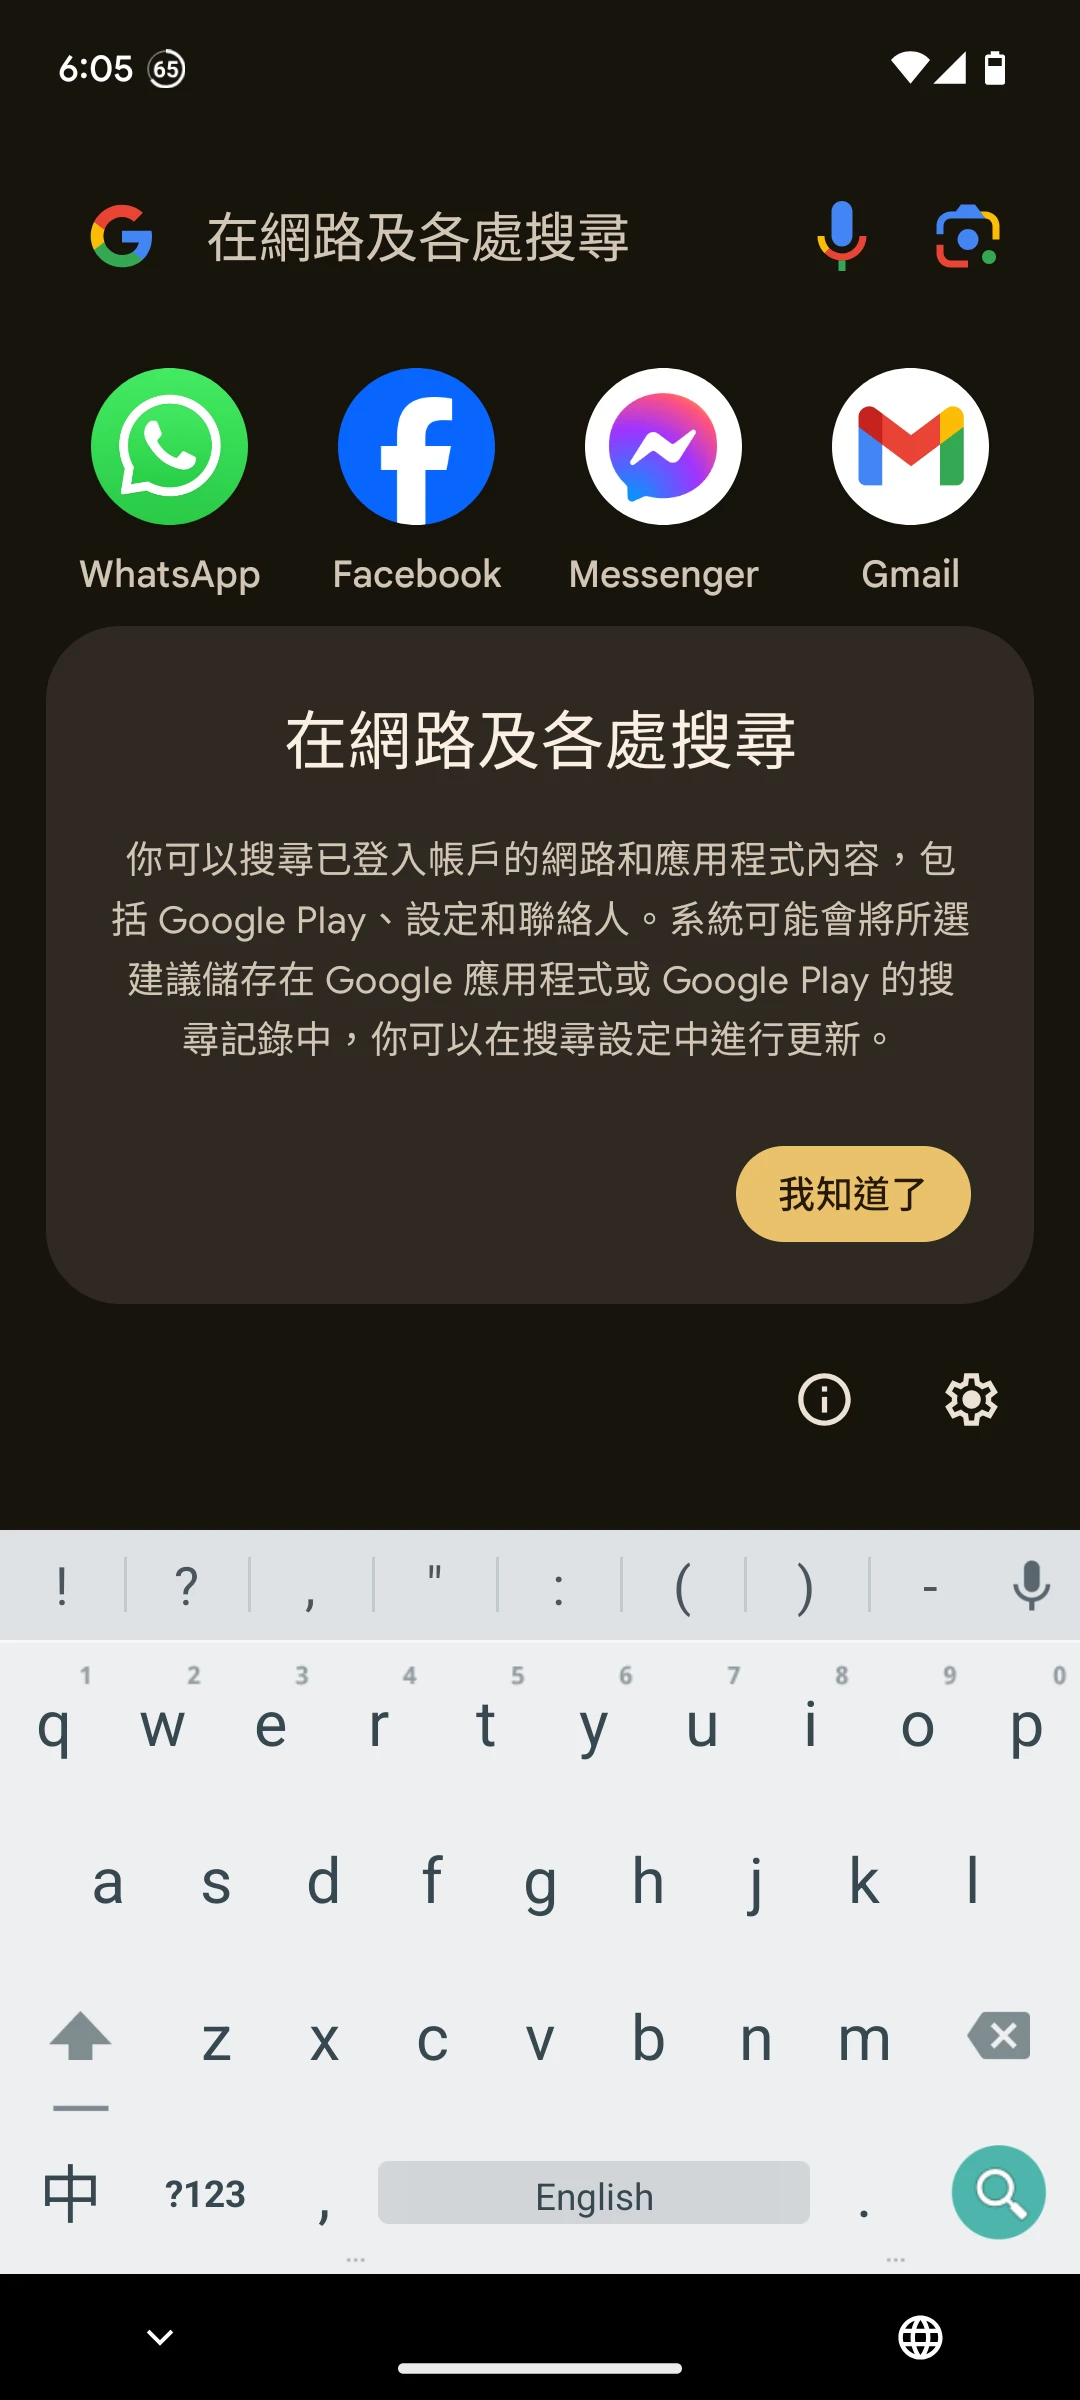 6:05 65
在網路及各處搜尋
WhatsApp Facebook Messenger Gmail
在網路及各處搜尋
你可以搜尋已登入帳戶的網路和應用程式內容，包
括 Google Play、設定和聯絡人。系統可能會將所選
建議儲存在 Google 應用程式或 Google Play 的搜
尋記錄中，你可以在搜尋設定中進行更新。
我知道了
! ? , " : ( ) -
1 2 3 4 5 6 7 8 9 0
q w e r t y u i o p
a s d f g h j k l
z x c v b n m
中 ?123 , English .